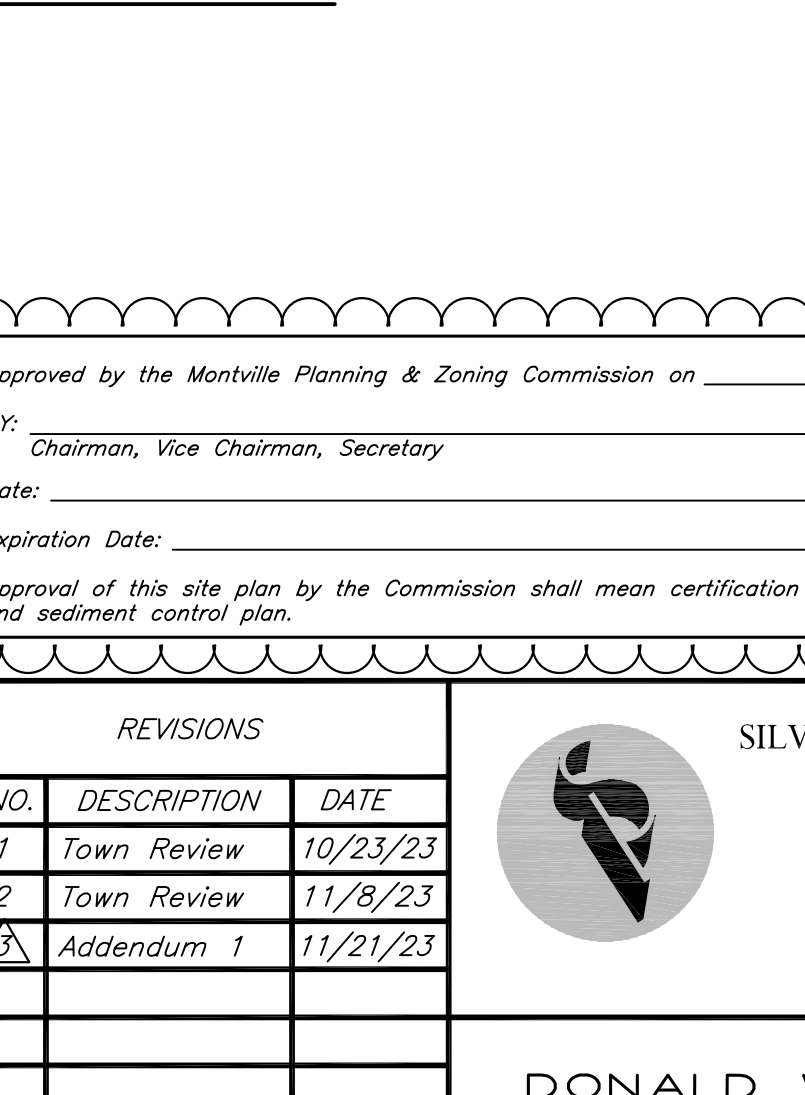 pproved by the Montville Planning & Zoning Commission on
Y:
Chairman, Vice Chairman, Secretary
ate:
xpiration Date:
pproval of this site plan by the Commission shall mean certification
nd sediment control plan.
REVISIONS
NO. DESCRIPTION DATE
1 Town Review 10/23/23
2 Town Review 11/8/23
3 Addendum 1 11/21/23
SILV
DONALD